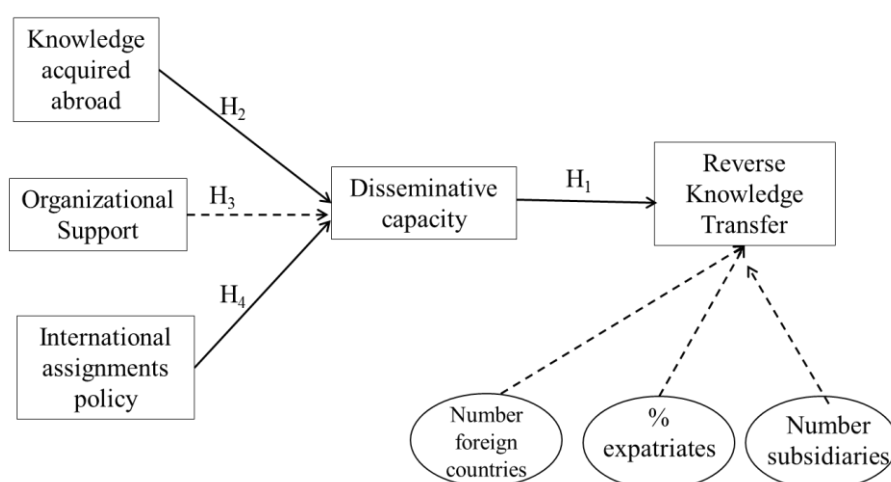 Knowledge
acquired
abroad
H₂
Organizational
Support
H₃
International
assignments
policy
H₄
Disseminative
capacity
H₁
Reverse
Knowledge
Transfer
Number
foreign
countries
%
expatriates
Number
subsidiaries